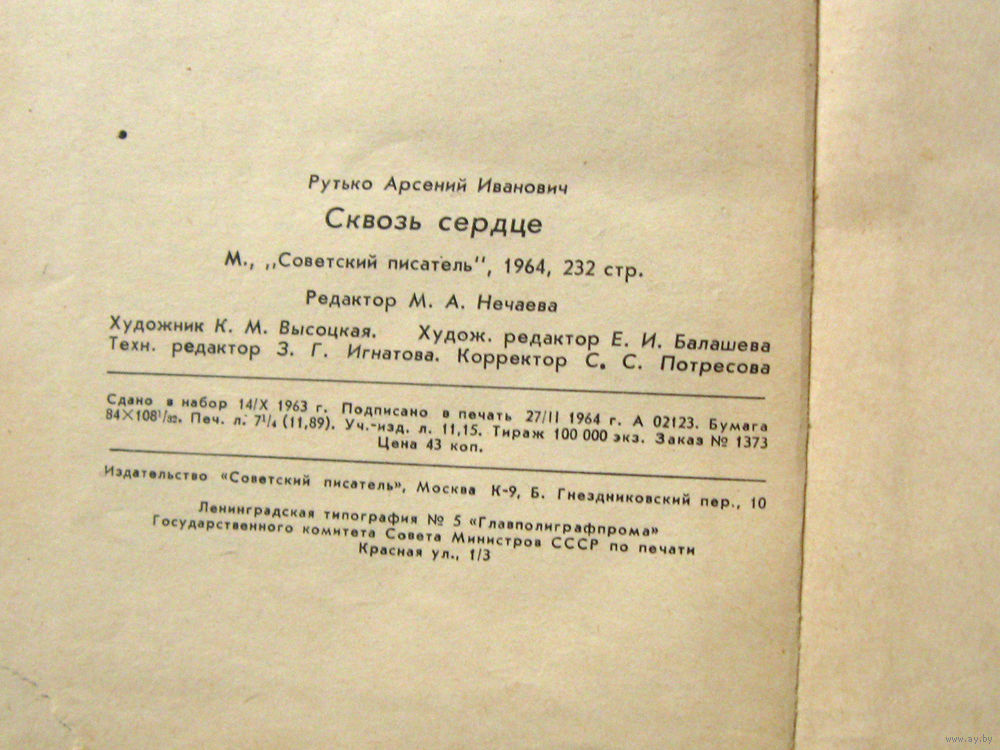 Рутько Арсений Иванович
Сквозь сердце
М., „Советский писатель", 1964, 232 стр.
Редактор М. А. Нечаева
Художник К. М. Высоцкая. Худож. редактор Е. И. Балашева
Техн. редактор З. Г. Игнатова. Корректор С. С. Потресова
Сдано в набор 14/X 1963 г. Подписано в печать 27/II 1964 г. А 02123. Бумага
84×108¹/₃₂. Печ. л. 7¹/₄ (11,89). Уч.-изд. л. 11,15. Тираж 100 000 экз. Заказ № 1373
Цена 43 коп.
Издательство «Советский писатель», Москва К-9, Б. Гнездниковский пер., 10
Ленинградская типография № 5 «Главполиграфпрома»
Государственного комитета Совета Министров СССР по печати
Красная ул., 1/3
www.ay.by